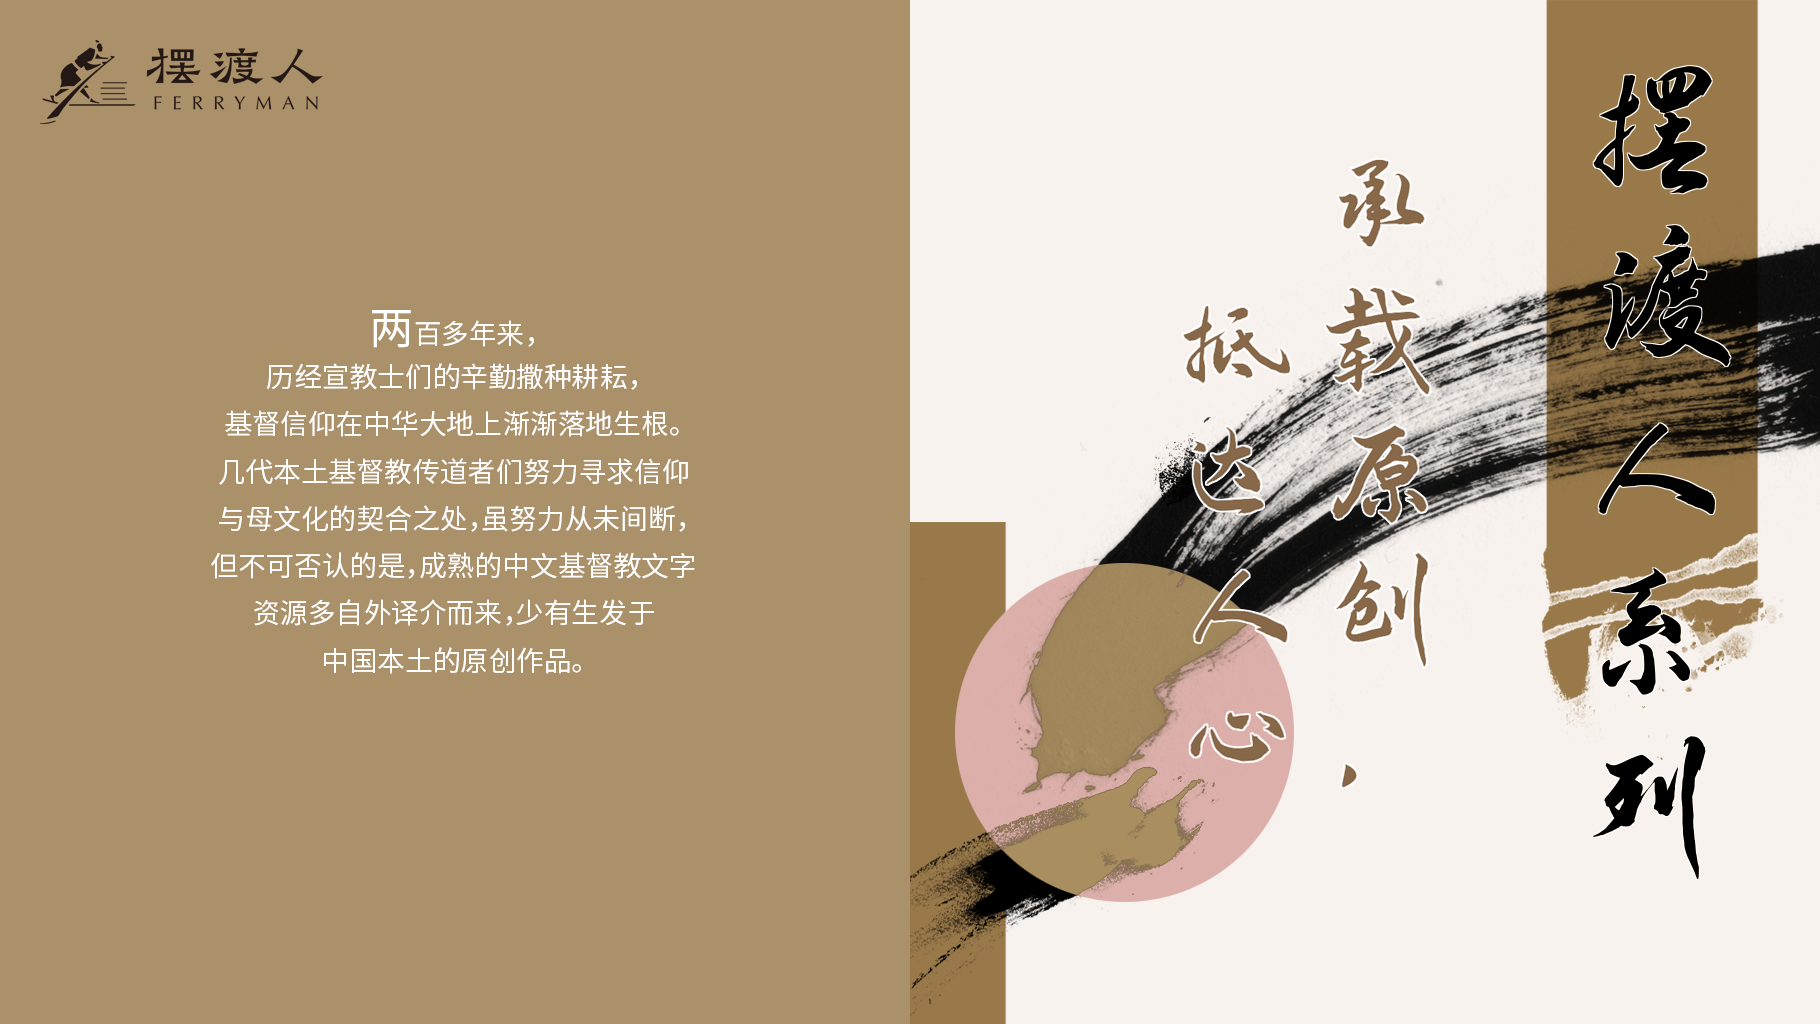 摆渡人
FERRYMAN
两百多年来，
历经宣教士们的辛勤撒种耕耘，
基督信仰在中华大地上渐渐落地生根。
几代本土基督教传道者们努力寻求信仰
与母文化的契合之处，虽努力从未间断，
但不可否认的是，成熟的中文基督教文字
资源多自外译介而来，少有生发于
中国本土的原创作品。
摆渡人系列
承载原创，
抵达人心